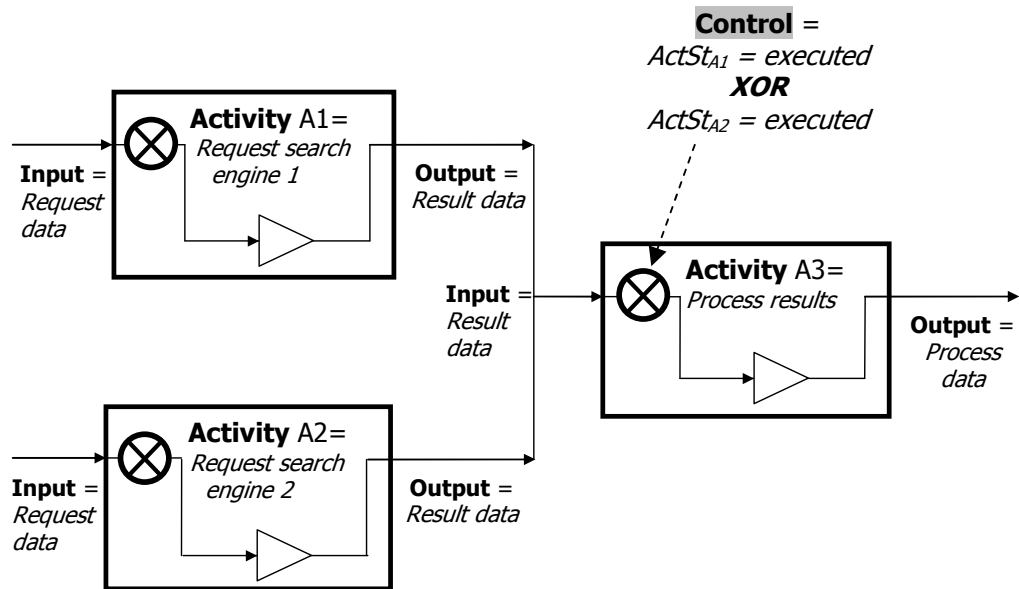 Control =
ActStA1 = executed
XOR
ActStA2 = executed
Activity A1=
Request search
engine 1
Input =
Request
data
Output =
Result data
Activity A3=
Process results
Input =
Result
data
Output =
Process
data
Activity A2=
Request search
engine 2
Input =
Request
data
Output =
Result data